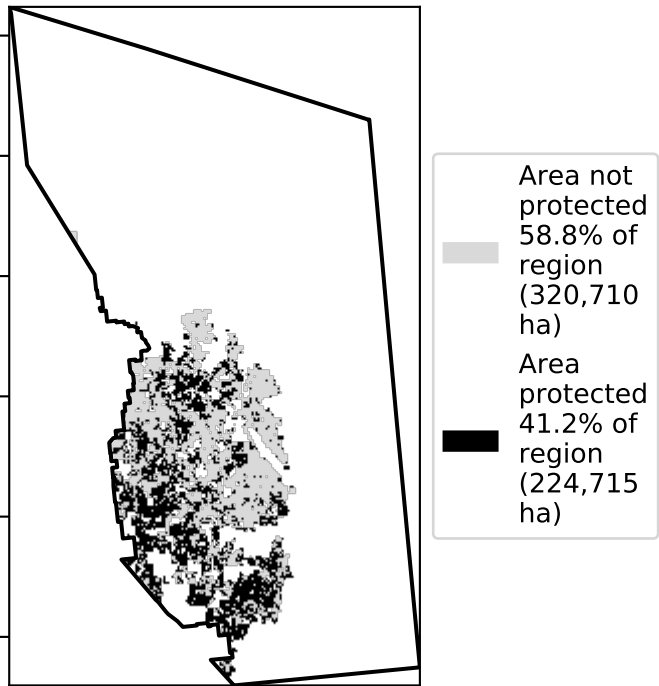 Area not
protected
58.8% of
region
(320,710
ha)
Area
protected
41.2% of
region
(224,715
ha)